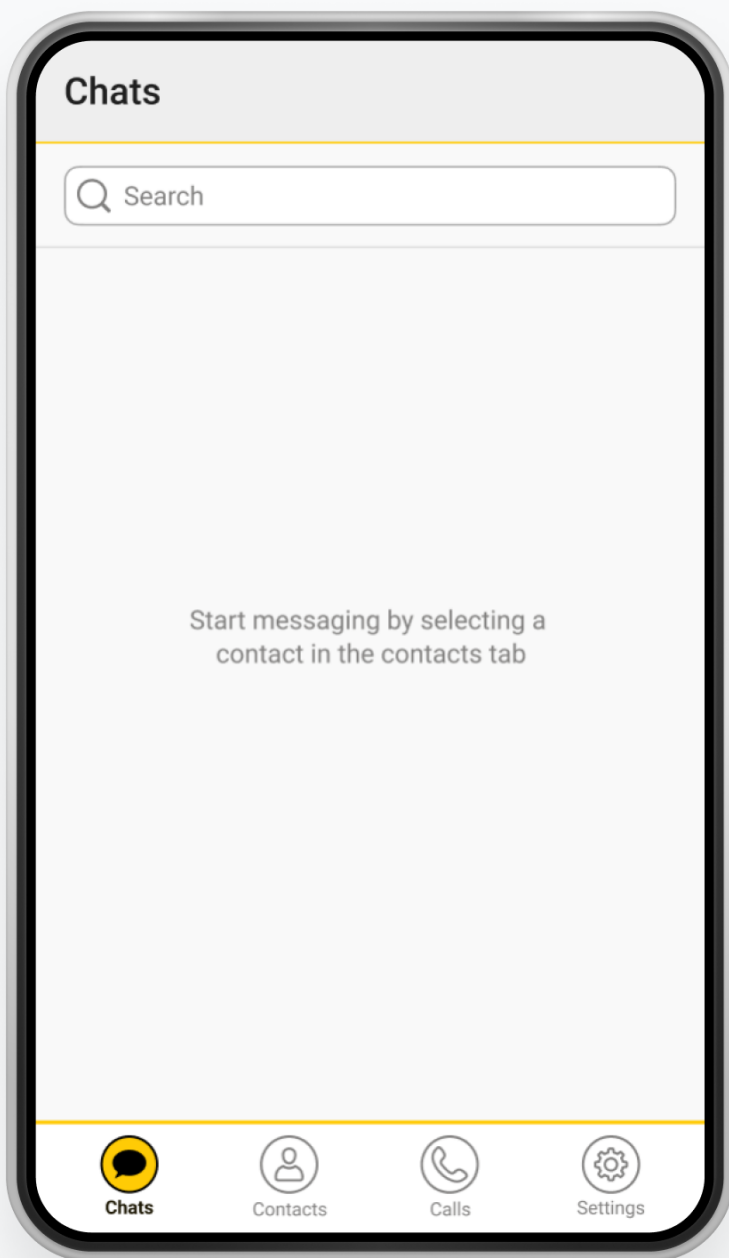 Chats
Search
Start messaging by selecting a
contact in the contacts tab
Chats
Contacts
Calls
Settings